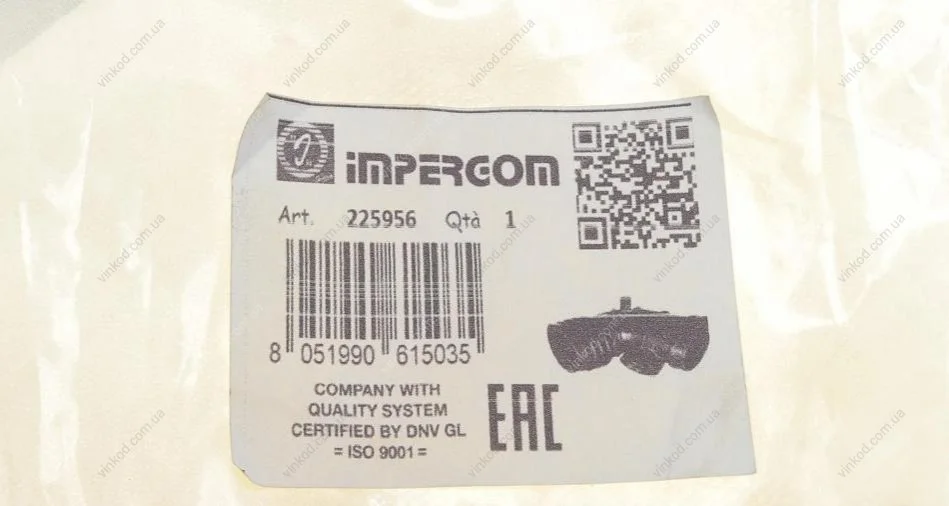 IMPERGOM
Art. 225956 Qtà 1
8 051990 615035
COMPANY WITH
QUALITY SYSTEM
CERTIFIED BY DNV GL
= ISO 9001 =
EAC
vinkod.com.ua